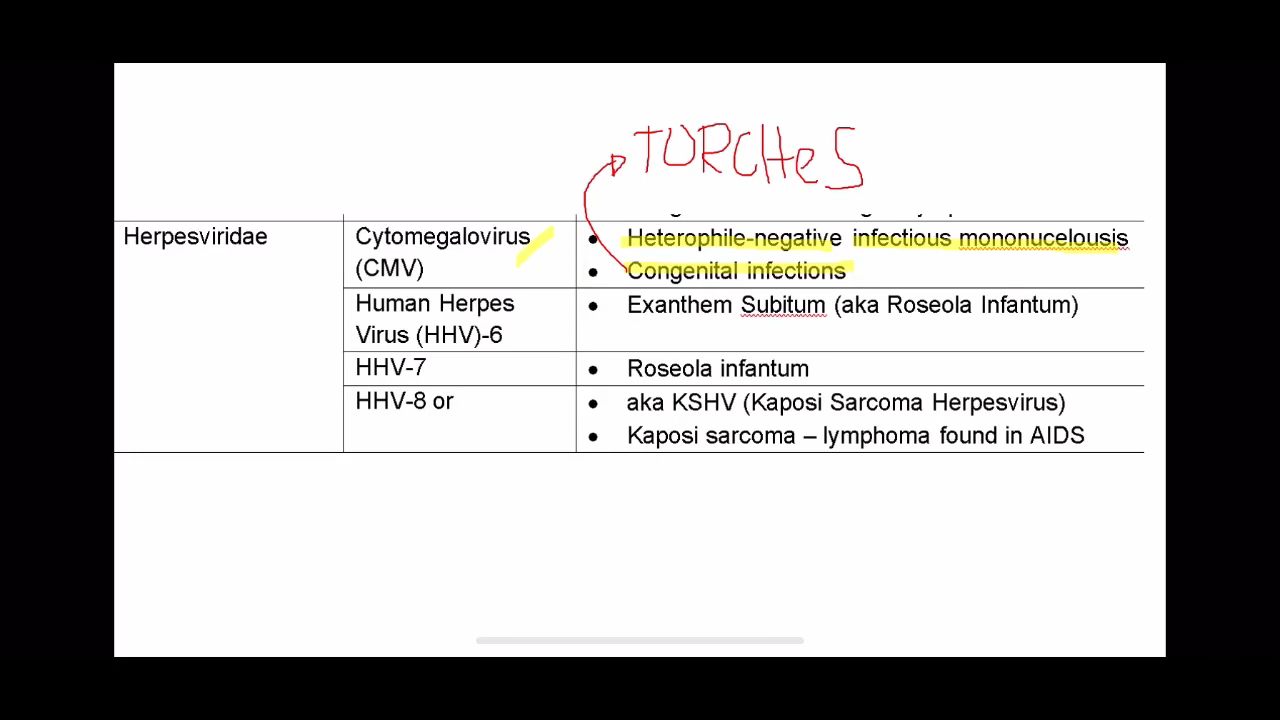 TORCHeS
Herpesviridae
Cytomegalovirus
(CMV)
• Heterophile-negative infectious mononucelousis
• Congenital infections
Human Herpes
Virus (HHV)-6
• Exanthem Subitum (aka Roseola Infantum)
HHV-7
• Roseola infantum
HHV-8 or
• aka KSHV (Kaposi Sarcoma Herpesvirus)
• Kaposi sarcoma – lymphoma found in AIDS